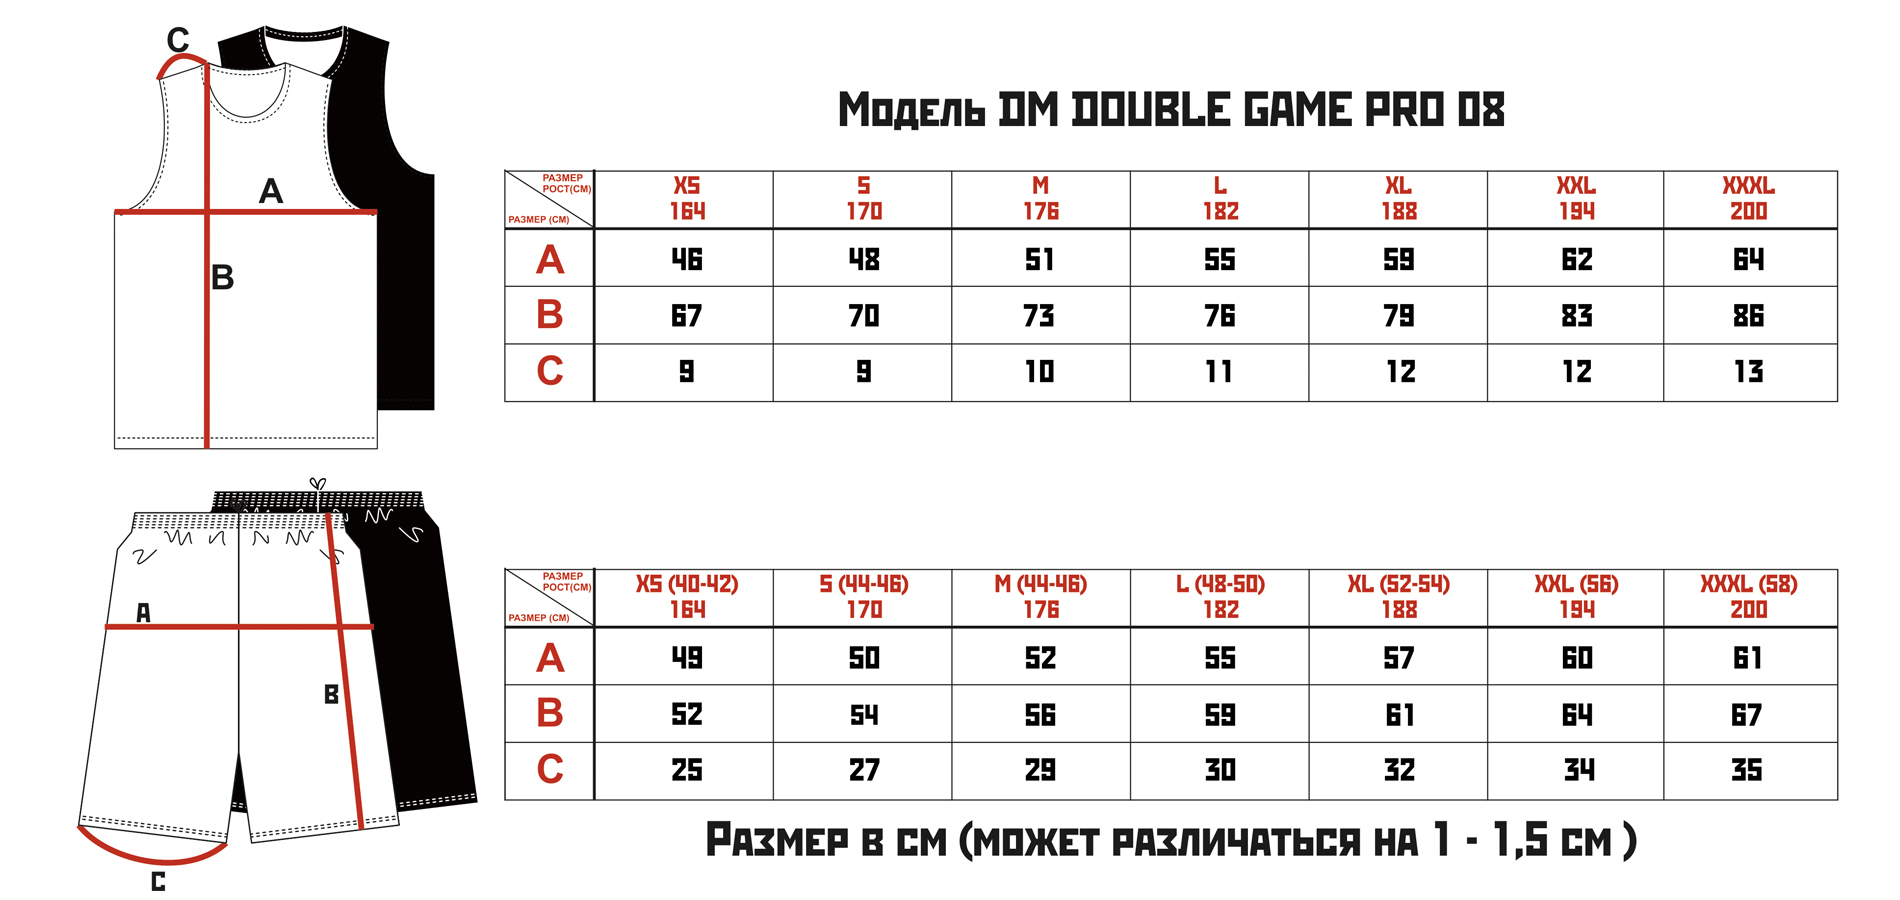 C
A
B
Модель DM DOUBLE GAME PRO 08
РАЗМЕР РОСТ(СМ) РАЗМЕР (СМ) XS 164 S 170 M 176 L 182 XL 188 XXL 194 XXXL 200
A 46 48 51 55 59 62 64
B 67 70 73 76 79 83 86
C 9 9 10 11 12 12 13
A
B
C
РАЗМЕР РОСТ(СМ) РАЗМЕР (СМ) XS (40-42) 164 S (44-46) 170 M (44-46) 176 L (48-50) 182 XL (52-54) 188 XXL (56) 194 XXXL (58) 200
A 49 50 52 55 57 60 61
B 52 54 56 59 61 64 67
C 25 27 29 30 32 34 35
Размер в см (может различаться на 1 - 1,5 см )